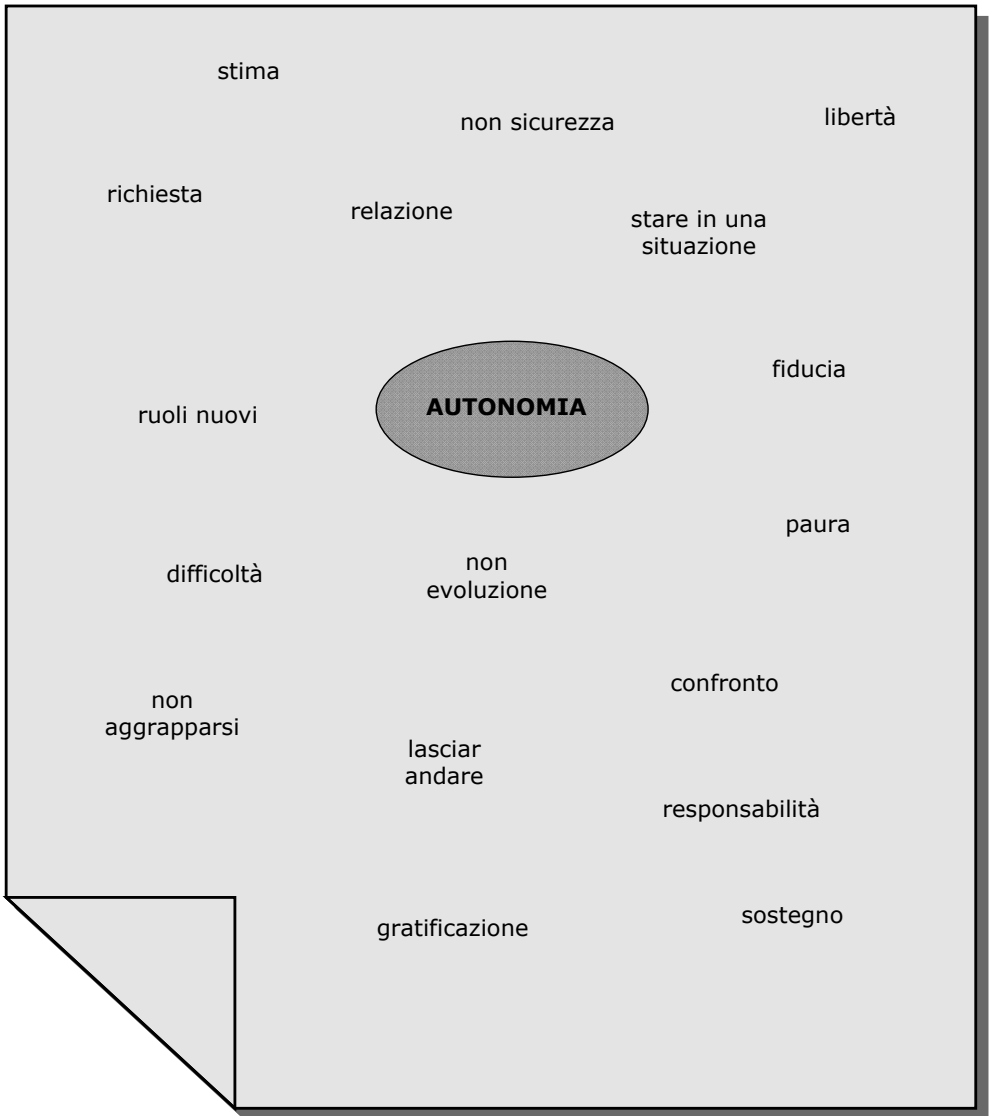 stima
non sicurezza
libertà
richiesta
relazione
stare in una
situazione
fiducia
AUTONOMIA
ruoli nuovi
paura
non
evoluzione
difficoltà
confronto
non
aggrapparsi
lasciar
andare
responsabilità
sostegno
gratificazione